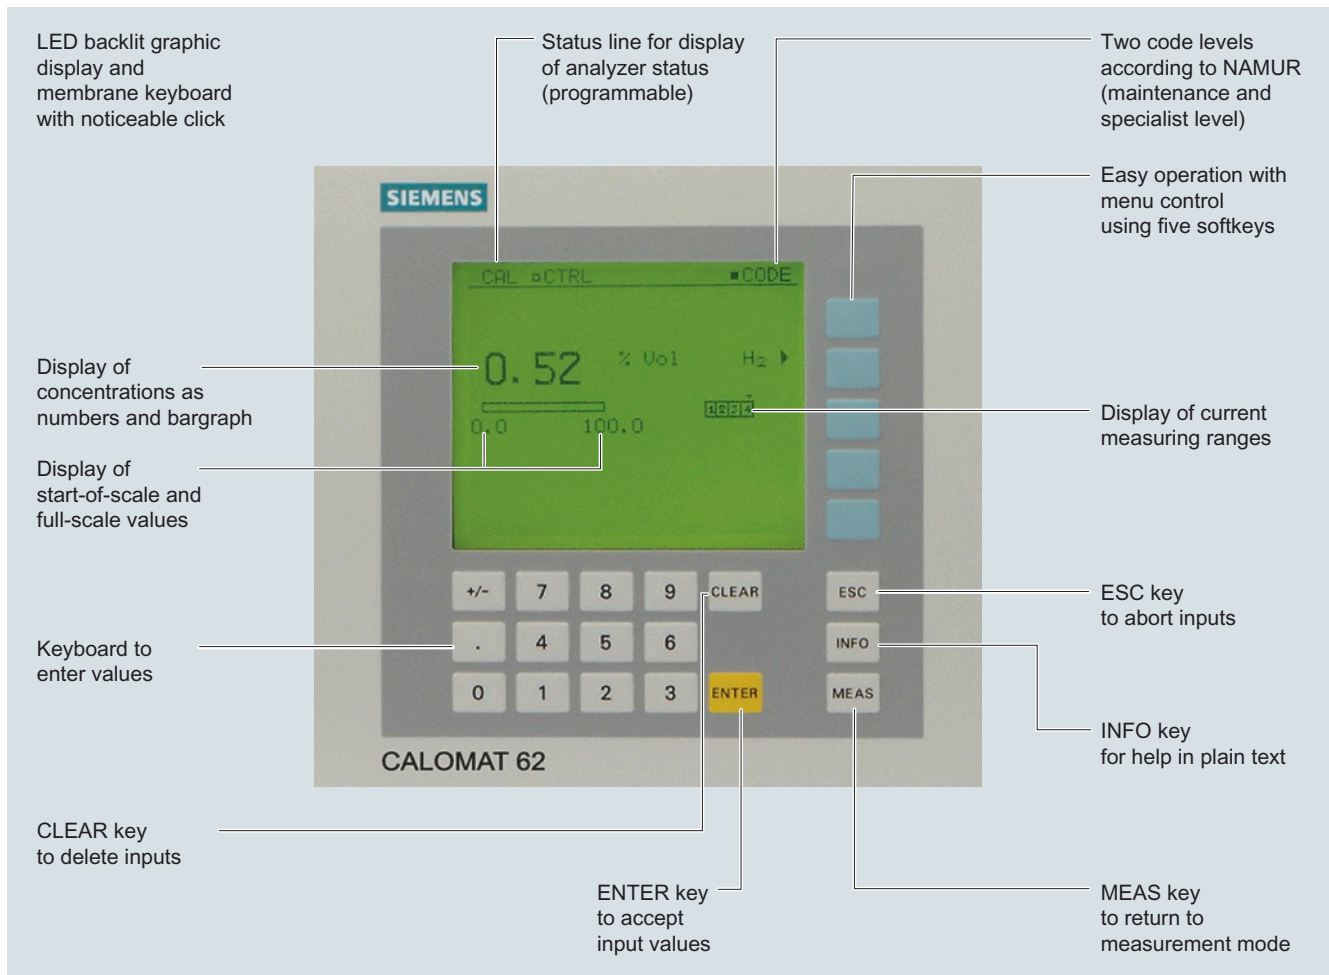 LED backlit graphic
display and
membrane keyboard
with noticeable click
Status line for display
of analyzer status
(programmable)
Two code levels
according to NAMUR
(maintenance and
specialist level)
Easy operation with
menu control
using five softkeys
SIEMENS
CAL ▫CTRL ▪CODE
0.52 % Vol H₂ ▶
1 2 3 4
0.0 100.0
Display of
concentrations as
numbers and bargraph
Display of current
measuring ranges
Display of
start-of-scale and
full-scale values
+/- 7 8 9 CLEAR ESC
. 4 5 6 INFO
0 1 2 3 ENTER MEAS
ESC key
to abort inputs
Keyboard to
enter values
INFO key
for help in plain text
CALOMAT 62
CLEAR key
to delete inputs
ENTER key
to accept
input values
MEAS key
to return to
measurement mode